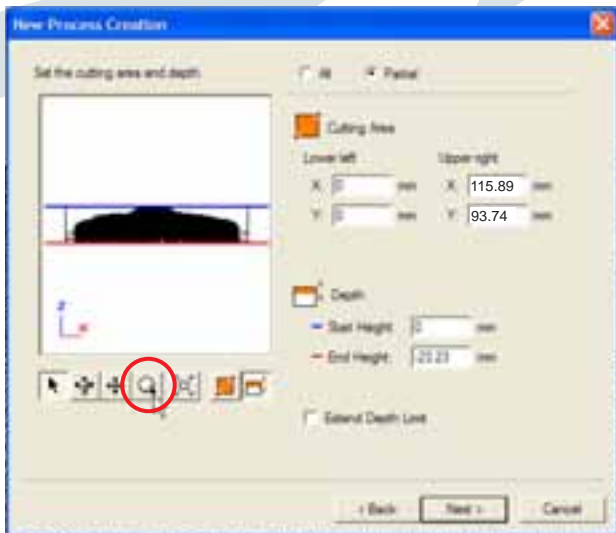 New Process Creation
Set the cutting area and depth.
All Partial
Cutting Area
Lower left Upper right
X: 0 mm X: 115.89 mm
Y: 0 mm Y: 93.74 mm
Z
X
Depth
Start Height: 0 mm
End Height: -23.23 mm
Extend Depth Limit
< Back Next > Cancel